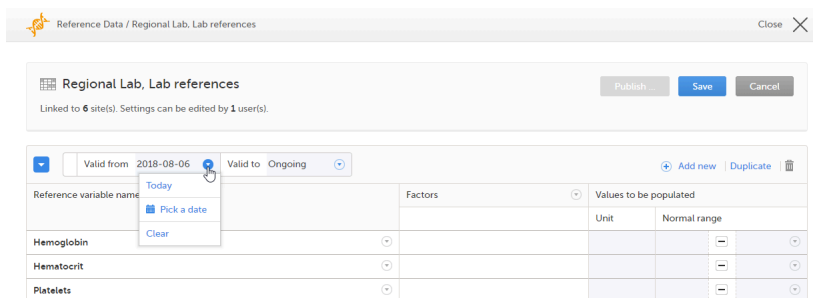 Reference Data / Regional Lab, Lab references
Close
Regional Lab, Lab references
Publish ...
Save
Cancel
Linked to 6 site(s). Settings can be edited by 1 user(s).
Valid from 2018-08-06 Valid to Ongoing
Add new | Duplicate
Today
Pick a date
Clear
Reference variable name
Factors
Values to be populated
Unit
Normal range
Hemoglobin
Hematocrit
Platelets